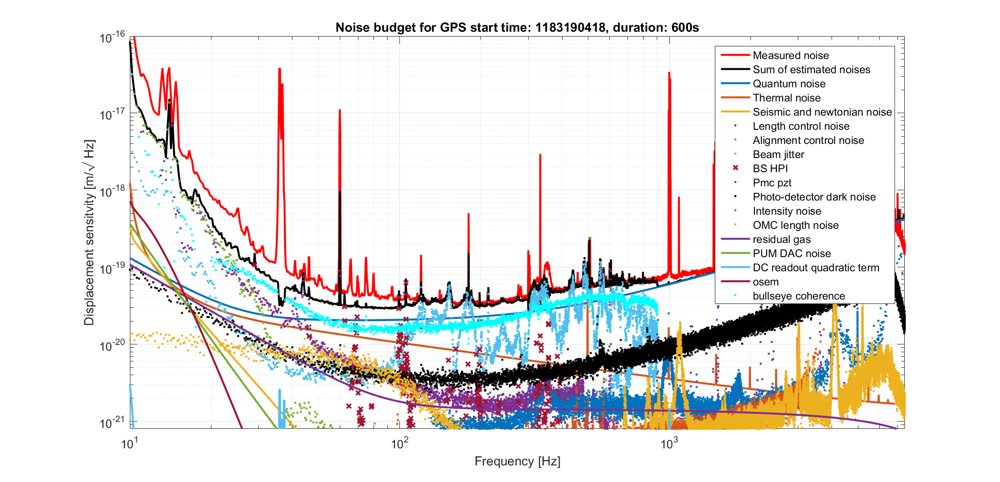 Noise budget for GPS start time: 1183190418, duration: 600s
Displacement sensitvity [m/√ Hz]
10^-16
10^-17
10^-18
10^-19
10^-20
10^-21
Measured noise
Sum of estimated noises
Quantum noise
Thermal noise
Seismic and newtonian noise
Length control noise
Alignment control noise
Beam jitter
BS HPI
Pmc pzt
Photo-detector dark noise
Intensity noise
OMC length noise
residual gas
PUM DAC noise
DC readout quadratic term
osem
bullseye coherence
10^1 10^2 10^3
Frequency [Hz]